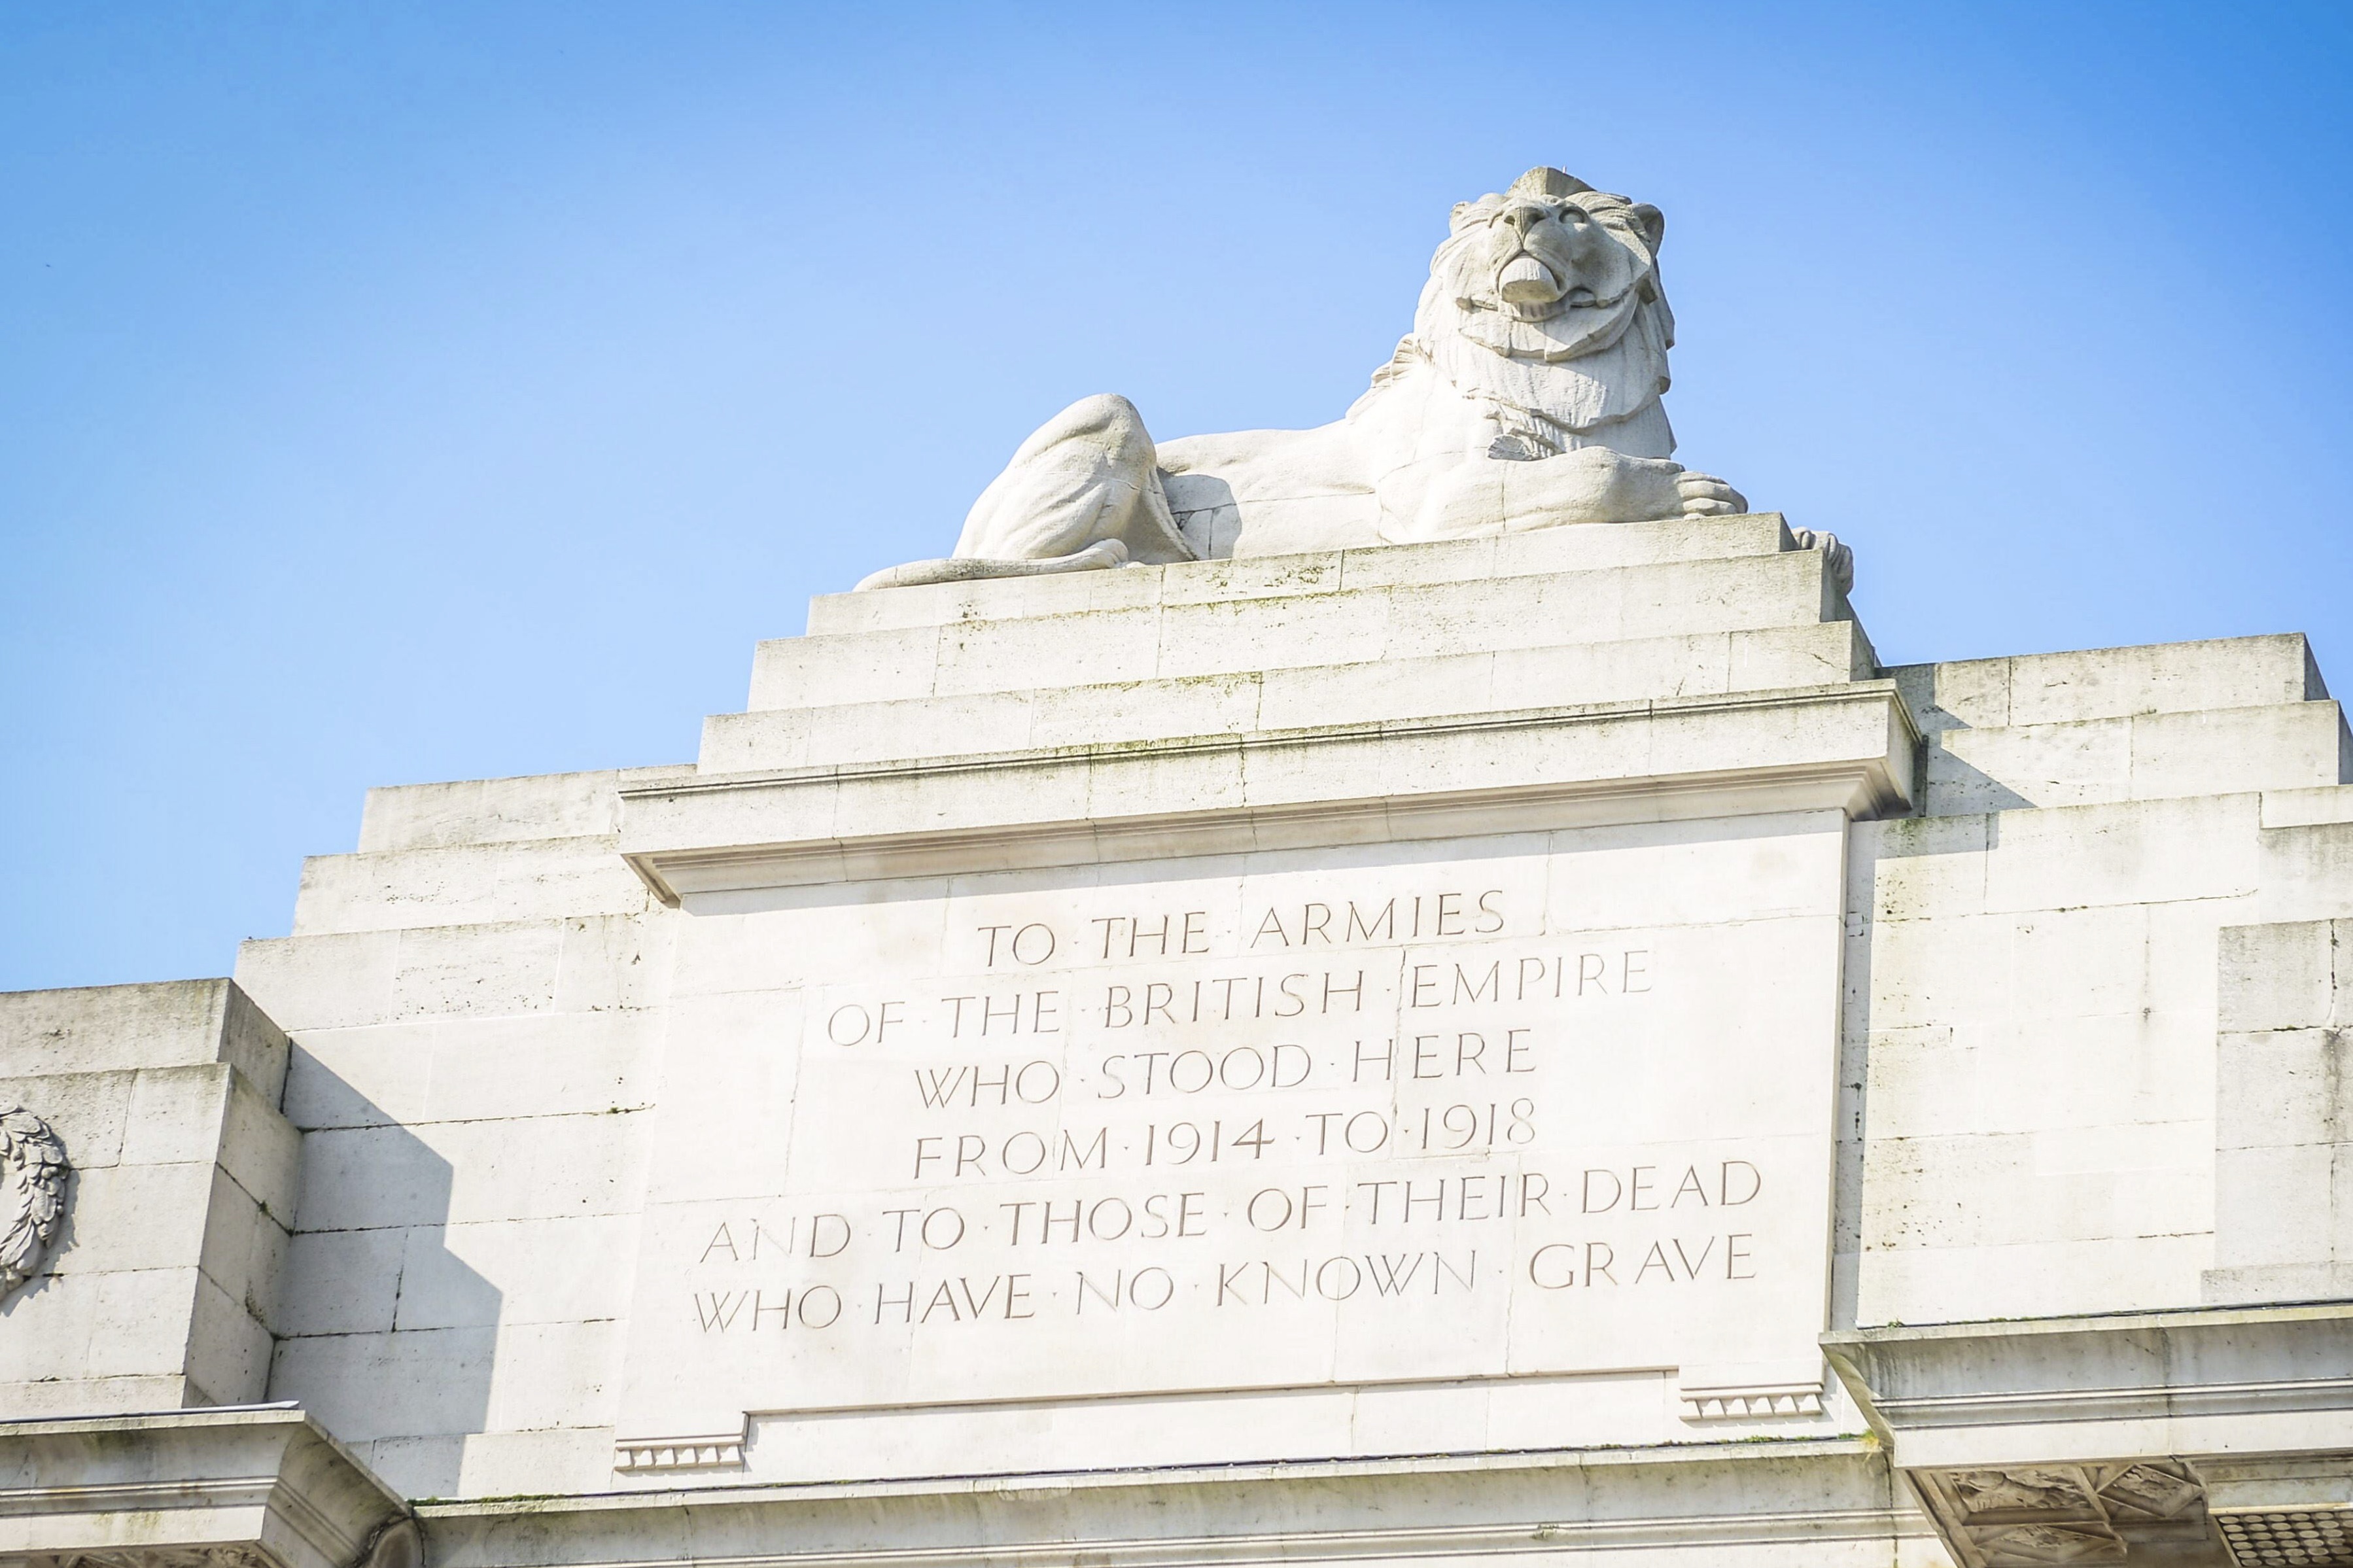 TO·THE·ARMIES
OF·THE·BRITISH·EMPIRE
WHO·STOOD·HERE
FROM·1914·TO·1918
AND·TO·THOSE·OF·THEIR·DEAD
WHO·HAVE·NO·KNOWN·GRAVE